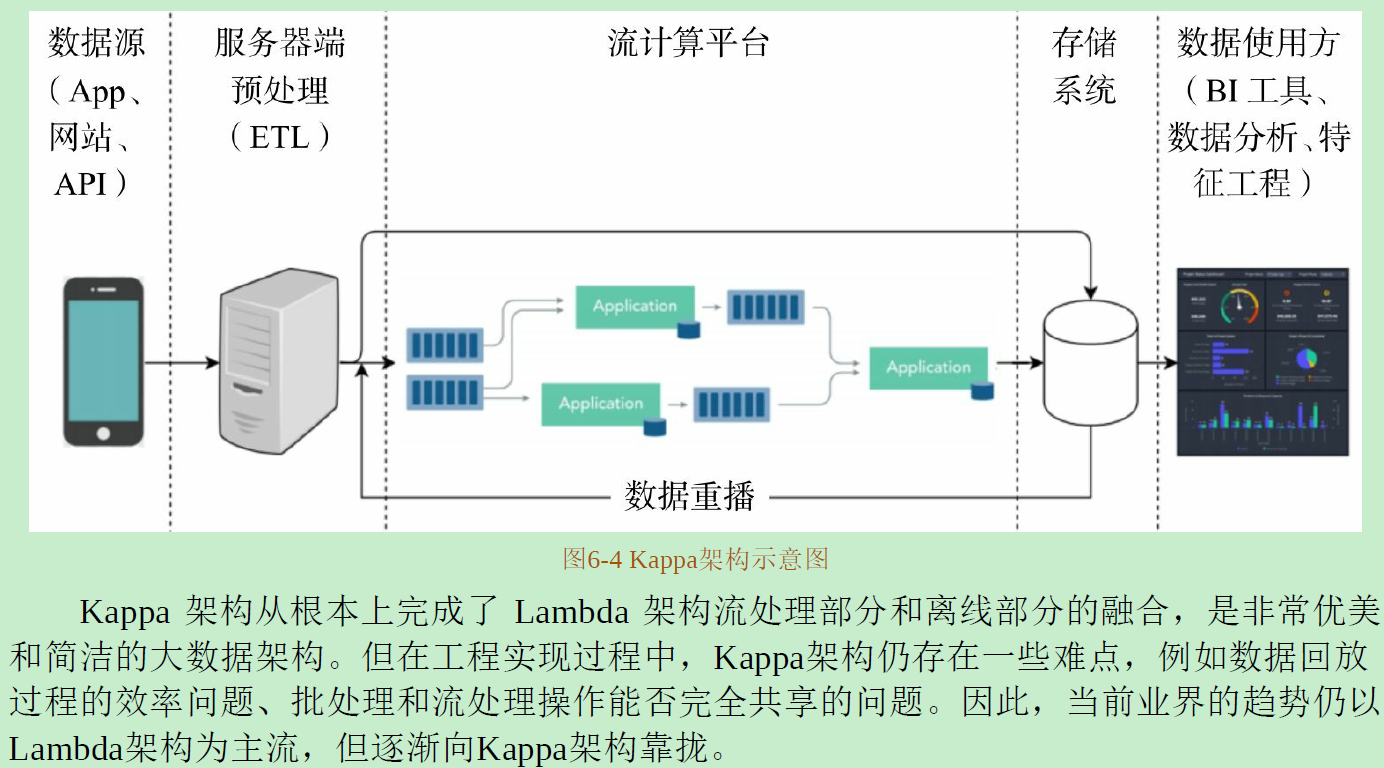 数据源
（App、
网站、
API）
服务器端
预处理
（ETL）
流计算平台
存储
系统
数据使用方
（BI 工具、
数据分析、特
征工程）
Application
Application
Application
数据重播
图6-4 Kappa架构示意图
Kappa 架构从根本上完成了 Lambda 架构流处理部分和离线部分的融合，是非常优美
和简洁的大数据架构。但在工程实现过程中，Kappa架构仍存在一些难点，例如数据回放
过程的效率问题、批处理和流处理操作能否完全共享的问题。因此，当前业界的趋势仍以
Lambda架构为主流，但逐渐向Kappa架构靠拢。